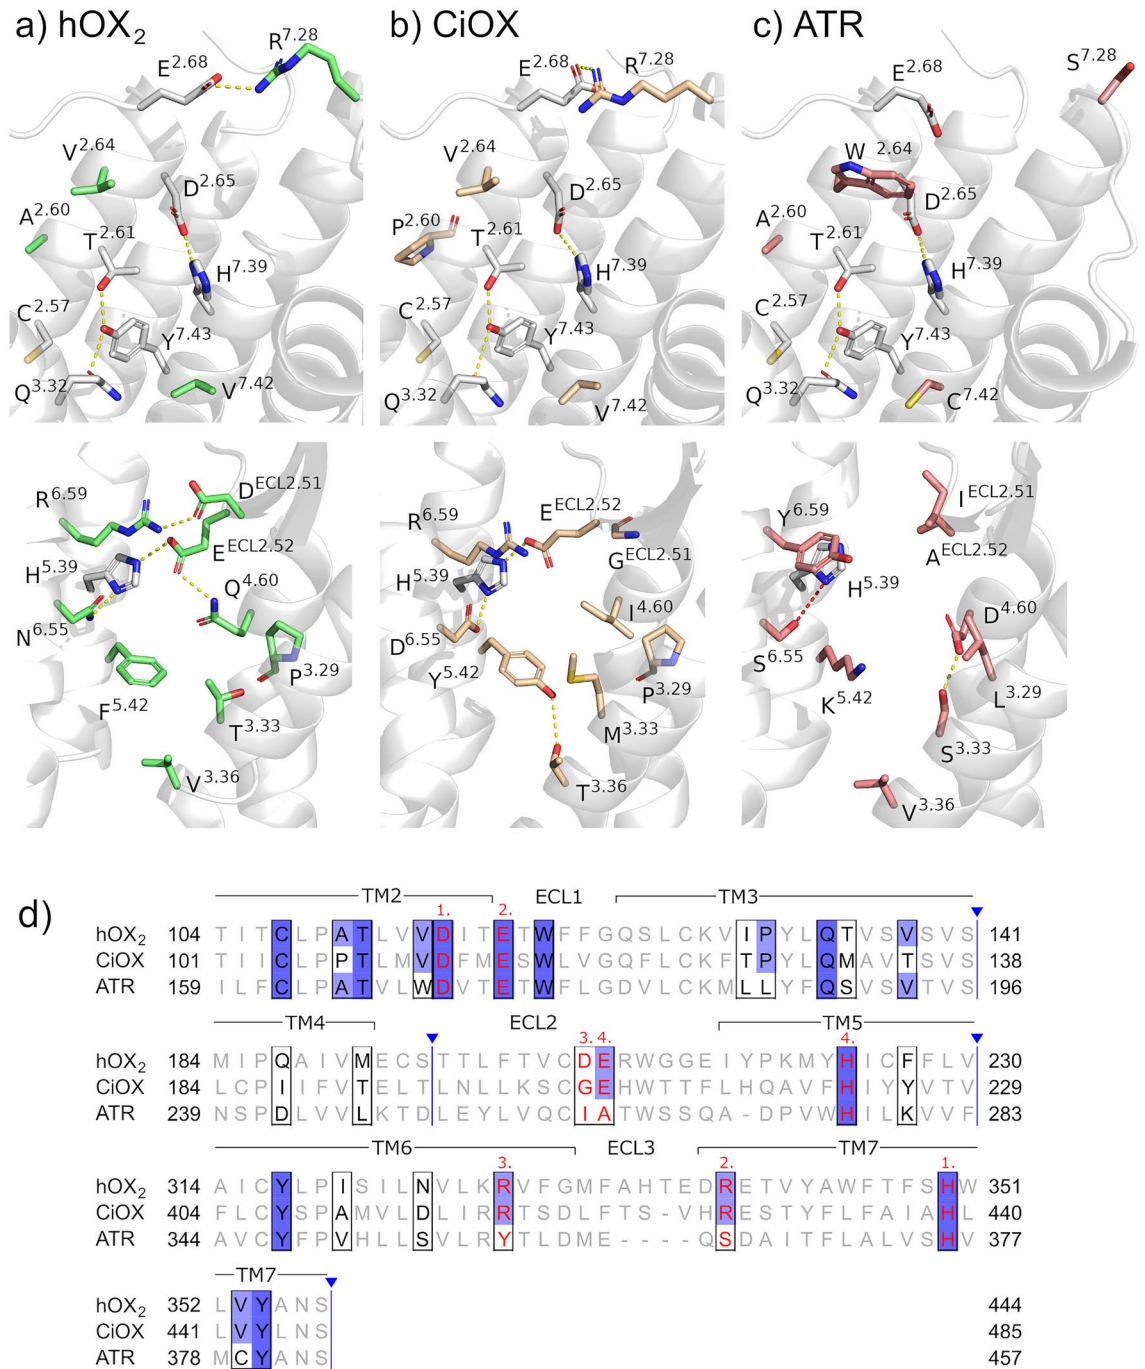 a) hOX₂
b) CiOX
c) ATR
E²·⁶⁸
R⁷·²⁸
V²·⁶⁴
D²·⁶⁵
A²·⁶⁰
T²·⁶¹
H⁷·³⁹
C²·⁵⁷
Y⁷·⁴³
Q³·³²
V⁷·⁴²
E²·⁶⁸
R⁷·²⁸
V²·⁶⁴
D²·⁶⁵
P²·⁶⁰
T²·⁶¹
H⁷·³⁹
C²·⁵⁷
Y⁷·⁴³
Q³·³²
V⁷·⁴²
E²·⁶⁸
S⁷·²⁸
W²·⁶⁴
D²·⁶⁵
A²·⁶⁰
T²·⁶¹
H⁷·³⁹
C²·⁵⁷
Y⁷·⁴³
Q³·³²
C⁷·⁴²
D^ECL2.51
R⁶·⁵⁹
E^ECL2.52
H⁵·³⁹
Q⁴·⁶⁰
N⁶·⁵⁵
P³·²⁹
F⁵·⁴²
T³·³³
V³·³⁶
E^ECL2.52
R⁶·⁵⁹
G^ECL2.51
H⁵·³⁹
I⁴·⁶⁰
D⁶·⁵⁵
Y⁵·⁴²
P³·²⁹
M³·³³
T³·³⁶
I^ECL2.51
Y⁶·⁵⁹
A^ECL2.52
H⁵·³⁹
D⁴·⁶⁰
S⁶·⁵⁵
K⁵·⁴²
L³·²⁹
S³·³³
V³·³⁶
d)
TM2 ECL1 TM3
1. 2.
hOX₂ 104 T I T C L P A T L V V D I T E T W F F G Q S L C K V I P Y L Q T V S V S V S 141
CiOX 101 T I I C L P P T L M V D F M E S W L V G Q F L C K F T P Y L Q M A V T S V S 138
ATR 159 I L F C L P A T V L W D V T E T W F L G D V L C K M L L Y F Q S V S V T V S 196
TM4 ECL2 TM5
3. 4. 4.
hOX₂ 184 M I P Q A I V M E C S T T L F T V C D E R W G G E I Y P K M Y H I C F F L V 230
CiOX 184 L C P I I F V T E L T L N L L K S C G E H W T T F L H Q A V F H I Y Y V T V 229
ATR 239 N S P D L V V L K T D L E Y L V Q C I A T W S S Q A - D P V W H I L K V V F 283
TM6 ECL3 TM7
3. 2. 1.
hOX₂ 314 A I C Y L P I S I L N V L K R V F G M F A H T E D R E T V Y A W F T F S H W 351
CiOX 404 F L C Y S P A M V L D L I R R T S D L F T S - V H R E S T Y F L F A I A H L 440
ATR 344 A V C Y F P V H L L S V L R Y T L D M E - - - - Q S D A I T F L A L V S H V 377
TM7
hOX₂ 352 L V Y A N S 444
CiOX 441 L V Y L N S 485
ATR 378 M C Y A N S 457